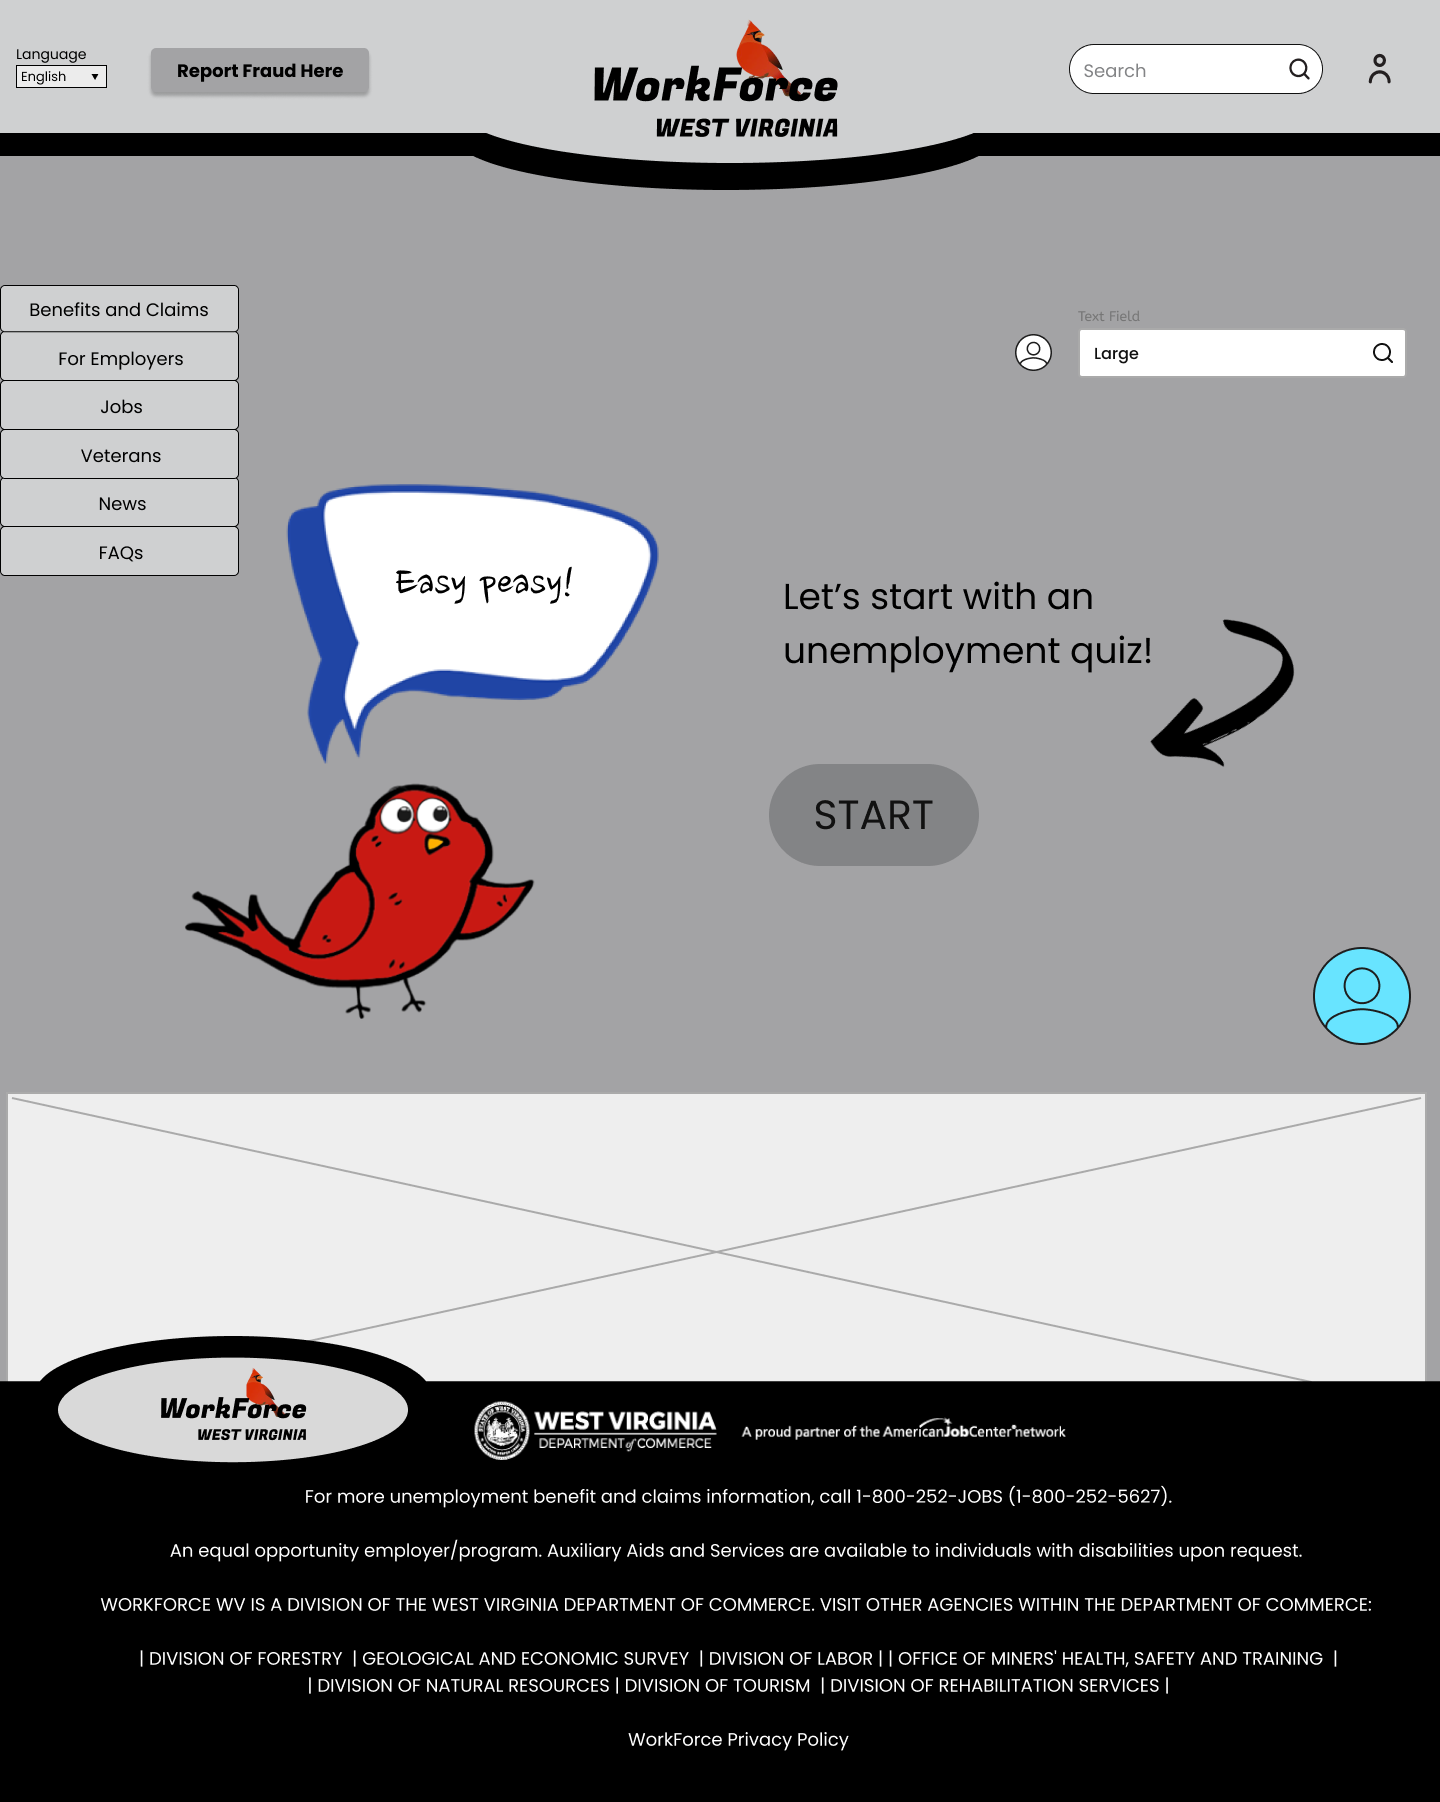 Language
English
Report Fraud Here
WorkForce
WEST VIRGINIA
Search
Benefits and Claims
For Employers
Jobs
Veterans
News
FAQs
Text Field
Large
Easy peasy!
Let’s start with an
unemployment quiz!
START
WorkForce
WEST VIRGINIA
WEST VIRGINIA
DEPARTMENT of COMMERCE
A proud partner of the AmericanJobCenter network
For more unemployment benefit and claims information, call 1-800-252-JOBS (1-800-252-5627).
An equal opportunity employer/program. Auxiliary Aids and Services are available to individuals with disabilities upon request.
WORKFORCE WV IS A DIVISION OF THE WEST VIRGINIA DEPARTMENT OF COMMERCE. VISIT OTHER AGENCIES WITHIN THE DEPARTMENT OF COMMERCE:
| DIVISION OF FORESTRY | GEOLOGICAL AND ECONOMIC SURVEY | DIVISION OF LABOR | | OFFICE OF MINERS' HEALTH, SAFETY AND TRAINING |
| DIVISION OF NATURAL RESOURCES | DIVISION OF TOURISM | DIVISION OF REHABILITATION SERVICES |
WorkForce Privacy Policy